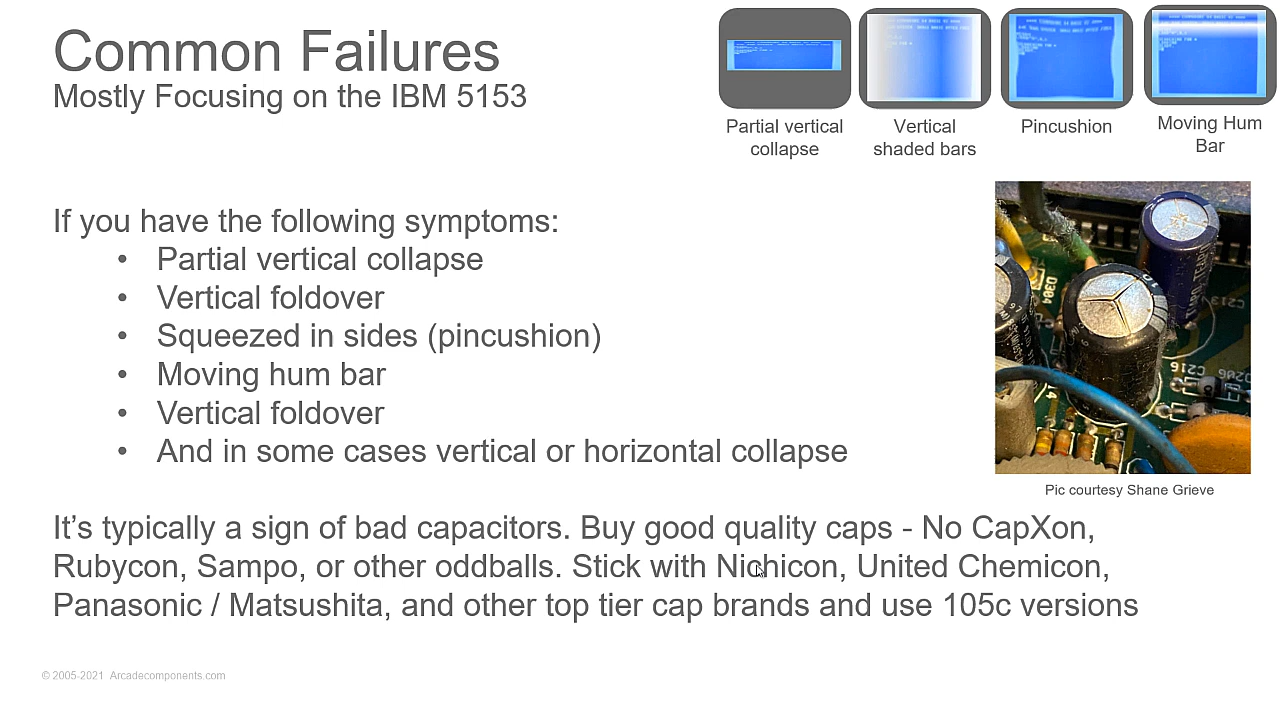 Common Failures
Mostly Focusing on the IBM 5153
Partial vertical
collapse
Vertical
shaded bars
Pincushion
Moving Hum
Bar
If you have the following symptoms:
• Partial vertical collapse
• Vertical foldover
• Squeezed in sides (pincushion)
• Moving hum bar
• Vertical foldover
• And in some cases vertical or horizontal collapse
D304
C213
C216
Pic courtesy Shane Grieve
It’s typically a sign of bad capacitors. Buy good quality caps - No CapXon,
Rubycon, Sampo, or other oddballs. Stick with Nichicon, United Chemicon,
Panasonic / Matsushita, and other top tier cap brands and use 105c versions
© 2005-2021 Arcadecomponents.com